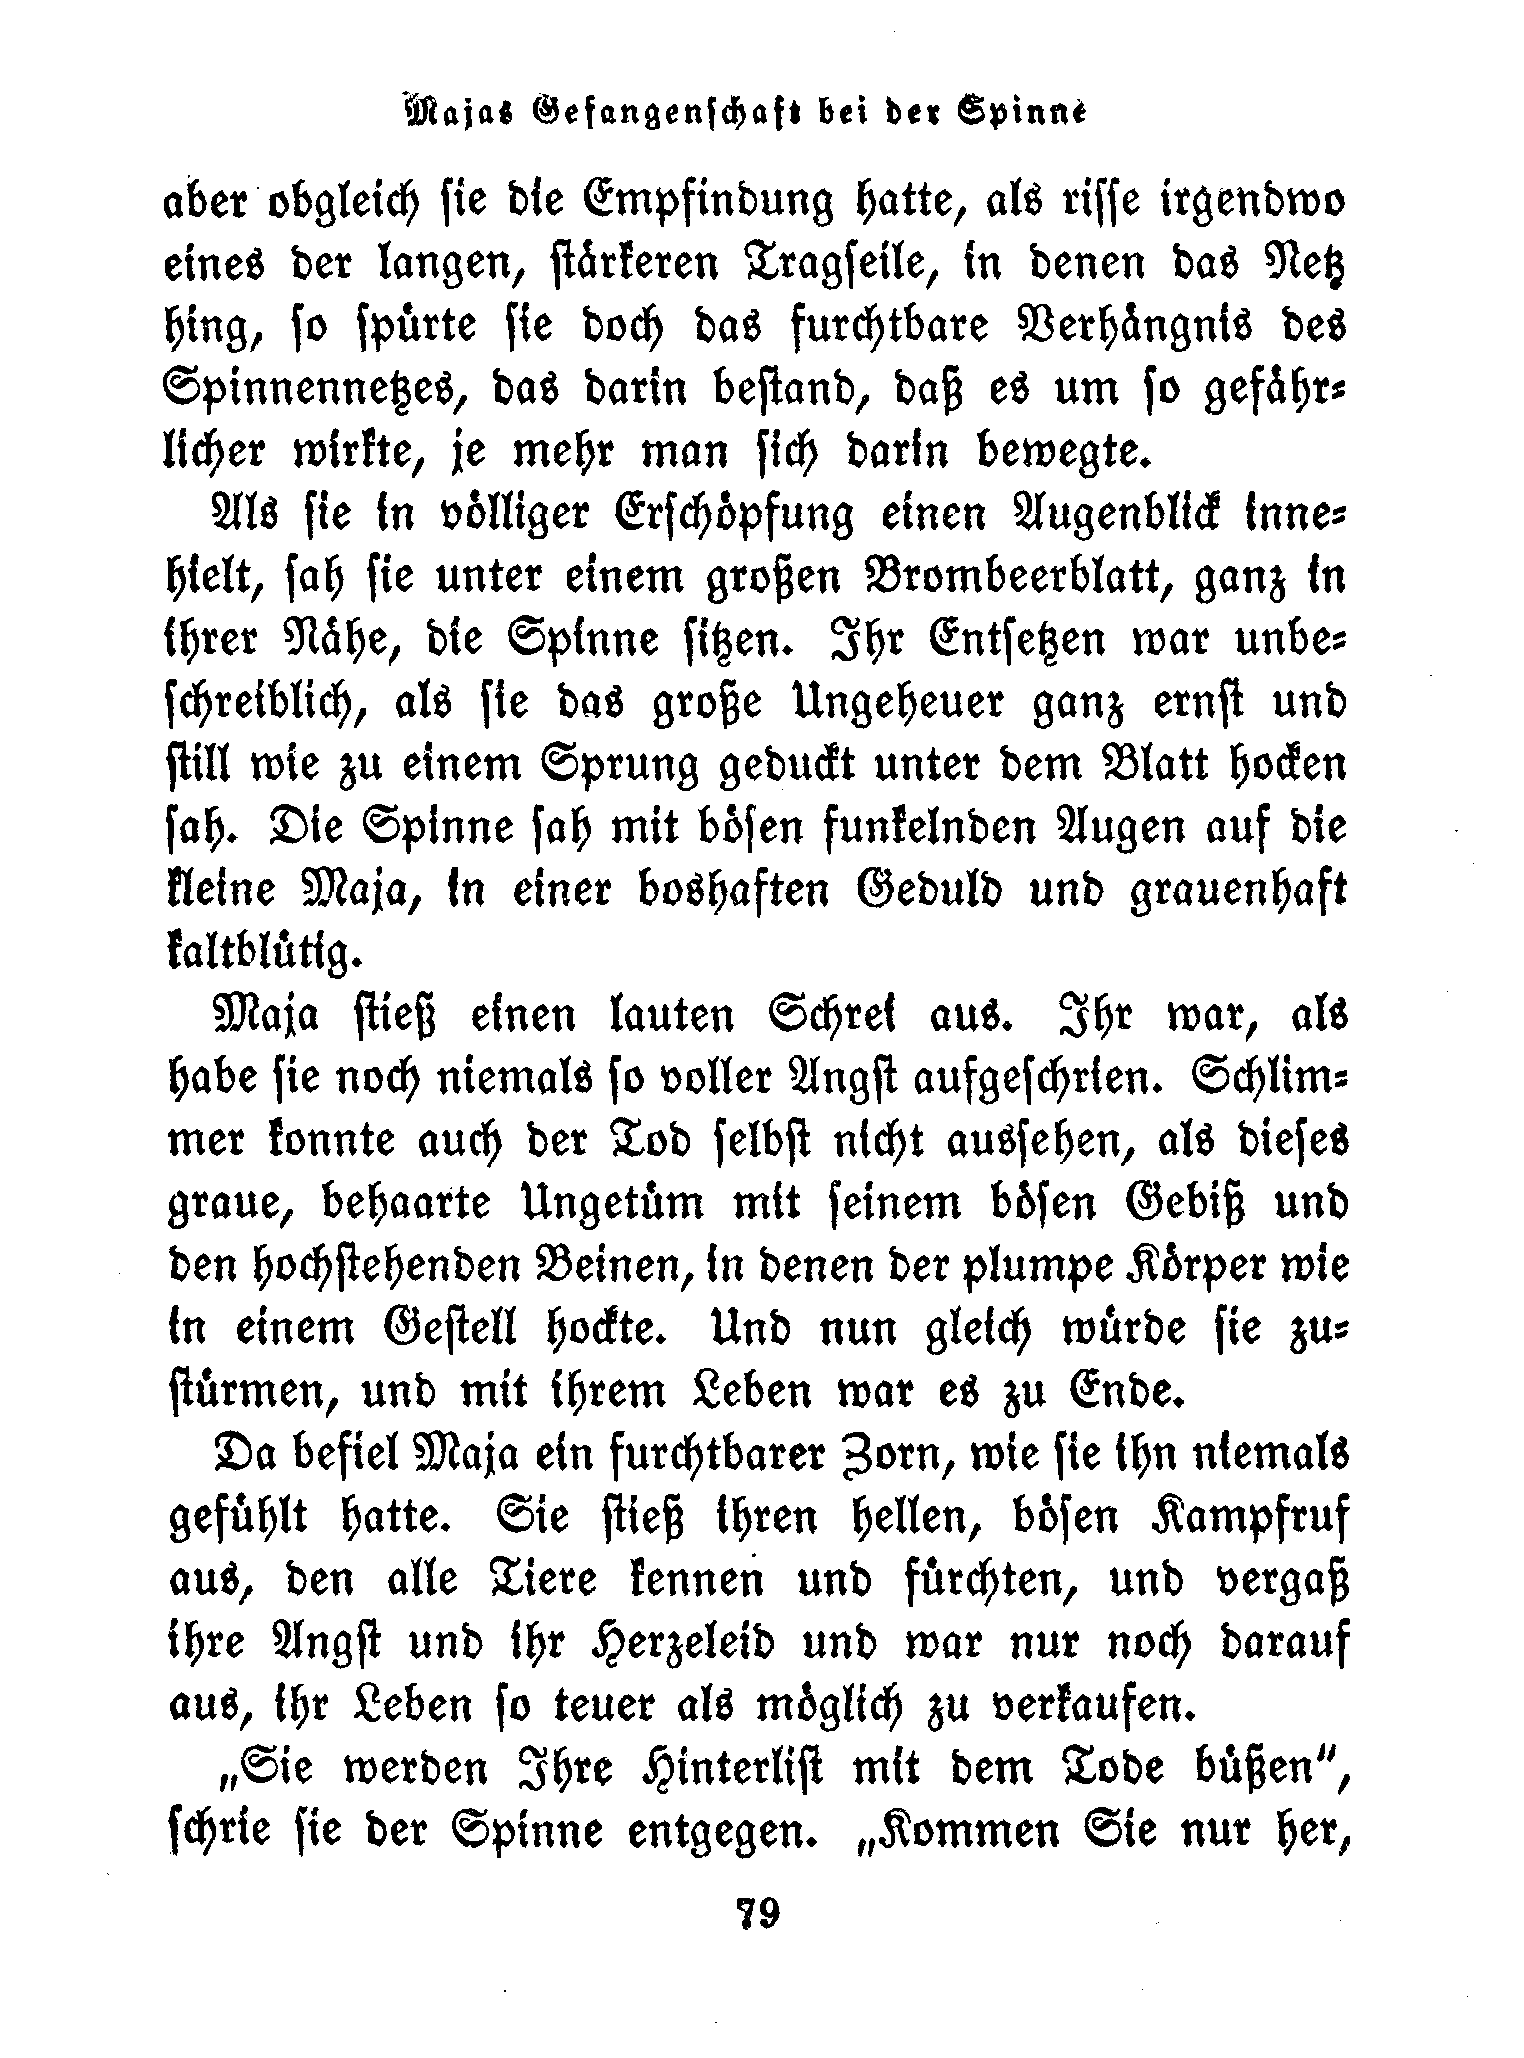 Majas Gefangenschaft bei der Spinne
aber obgleich sie die Empfindung hatte, als risse irgendwo
eines der langen, stärkeren Tragseile, in denen das Netz
hing, so spürte sie doch das furchtbare Verhängnis des
Spinnennetzes, das darin bestand, daß es um so gefähr-
licher wirkte, je mehr man sich darin bewegte.
Als sie in völliger Erschöpfung einen Augenblick inne-
hielt, sah sie unter einem großen Brombeerblatt, ganz in
ihrer Nähe, die Spinne sitzen. Ihr Entsetzen war unbe-
schreiblich, als sie das große Ungeheuer ganz ernst und
still wie zu einem Sprung geduckt unter dem Blatt hocken
sah. Die Spinne sah mit bösen funkelnden Augen auf die
kleine Maja, in einer boshaften Geduld und grauenhaft
kaltblütig.
Maja stieß einen lauten Schrei aus. Ihr war, als
habe sie noch niemals so voller Angst aufgeschrien. Schlim-
mer konnte auch der Tod selbst nicht aussehen, als dieses
graue, behaarte Ungetüm mit seinem bösen Gebiß und
den hochstehenden Beinen, in denen der plumpe Körper wie
in einem Gestell hockte. Und nun gleich würde sie zu-
stürmen, und mit ihrem Leben war es zu Ende.
Da befiel Maja ein furchtbarer Zorn, wie sie ihn niemals
gefühlt hatte. Sie stieß ihren hellen, bösen Kampfruf
aus, den alle Tiere kennen und fürchten, und vergaß
ihre Angst und ihr Herzeleid und war nur noch darauf
aus, ihr Leben so teuer als möglich zu verkaufen.
„Sie werden Ihre Hinterlist mit dem Tode büßen“,
schrie sie der Spinne entgegen. „Kommen Sie nur her,
79